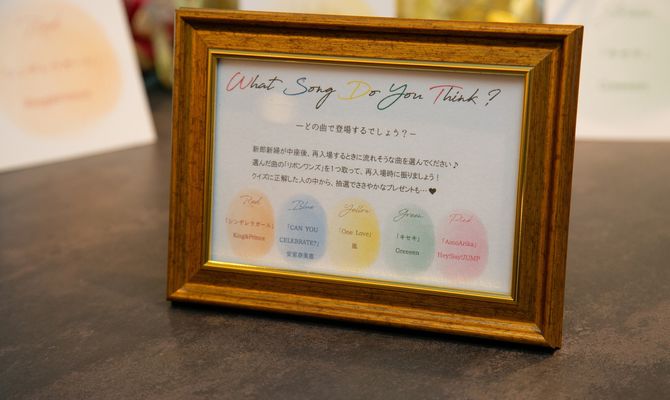 What Song Do You Think ?
ーどの曲で登場するでしょう？ー
新郎新婦が中座後、再入場するときに流れそうな曲を選んでください♪
選んだ曲の「リボンワンズ」を1つ取って、再入場時に振りましょう！
クイズに正解した人の中から、抽選でささやかなプレゼントも…♥
Red
「シンデレラガール」
King&Prince
Blue
「CAN YOU
CELEBRATE?」
安室奈美恵
Yellow
「One Love」
嵐
Green
「キセキ」
Greeeen
Pink
「AinoArika」
Hey!Say!JUMP